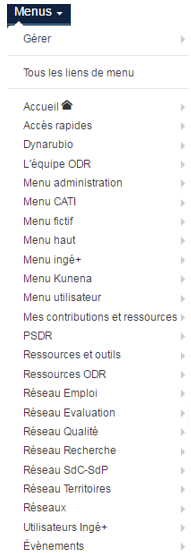 Menus
Gérer
Tous les liens de menu
Accueil
Accès rapides
Dynarubio
L'équipe ODR
Menu administration
Menu CATI
Menu fictif
Menu haut
Menu ingé+
Menu Kunena
Menu utilisateur
Mes contributions et ressources
PSDR
Ressources et outils
Ressources ODR
Réseau Emploi
Réseau Evaluation
Réseau Qualité
Réseau Recherche
Réseau SdC-SdP
Réseau Territoires
Réseaux
Utilisateurs Ingé+
Évènements